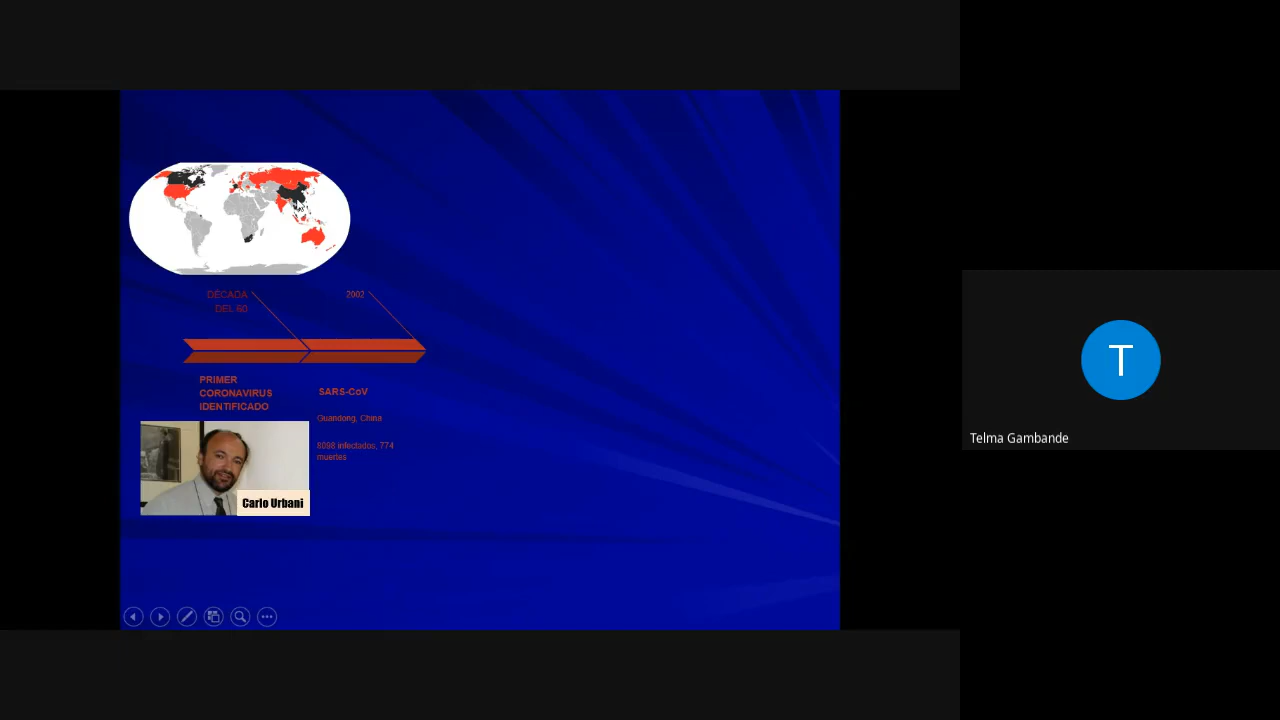 DÉCADA
DEL 60
2002
PRIMER
CORONAVIRUS
IDENTIFICADO
SARS-CoV
Guandong, China
8098 infectados, 774
muertes
Carlo Urbani
T
Telma Gambande